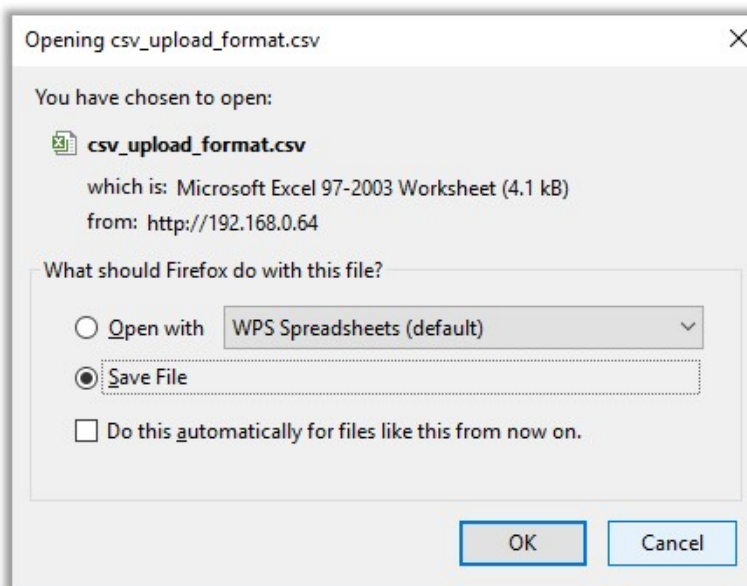 Opening csv_upload_format.csv
You have chosen to open:
csv_upload_format.csv
which is: Microsoft Excel 97-2003 Worksheet (4.1 kB)
from: http://192.168.0.64
What should Firefox do with this file?
Open with WPS Spreadsheets (default)
Save File
Do this automatically for files like this from now on.
OK Cancel